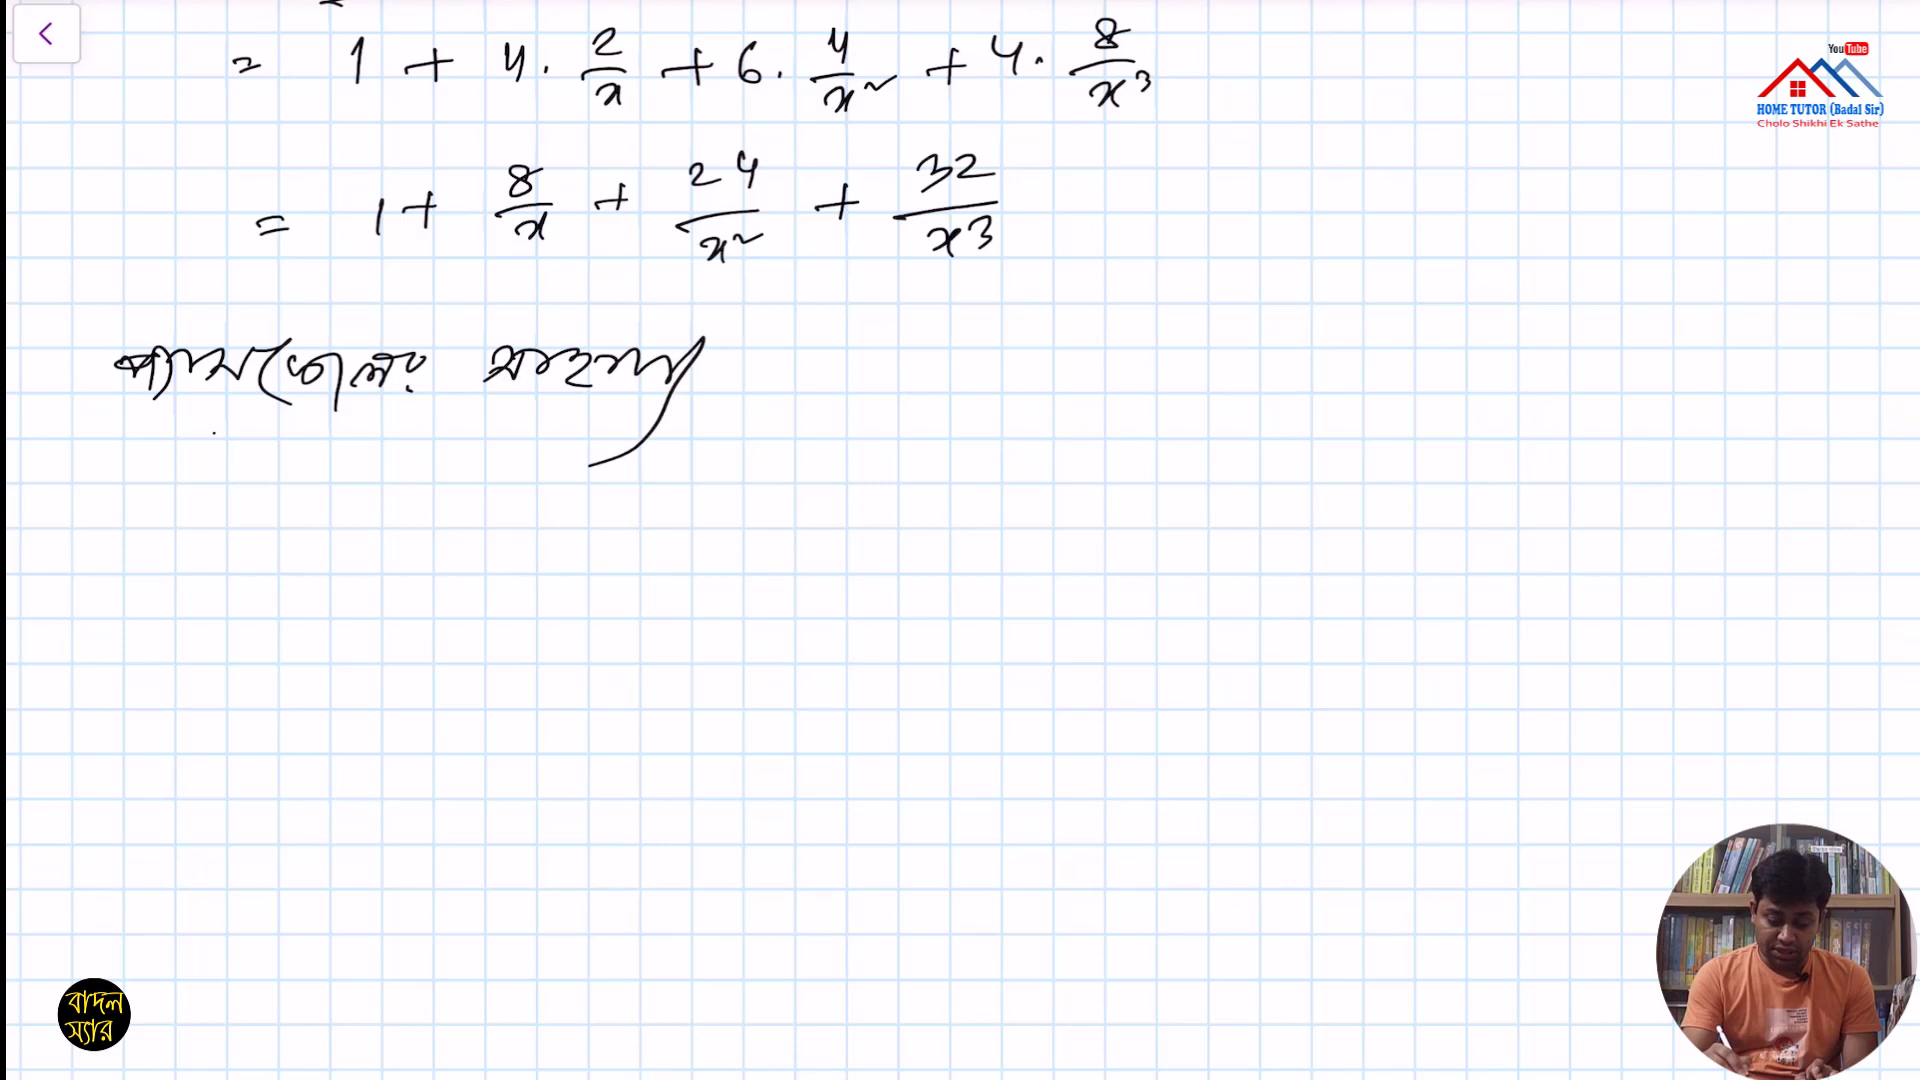 = 1 + 4 · 2/x + 6 · 4/x² + 4 · 8/x³
= 1 + 8/x + 24/x² + 32/x³
প্যাসকেলের সাহায্যে
YouTube
HOME TUTOR (Badal Sir)
Cholo Shikhi Ek Sathe
বাদল
স্যার